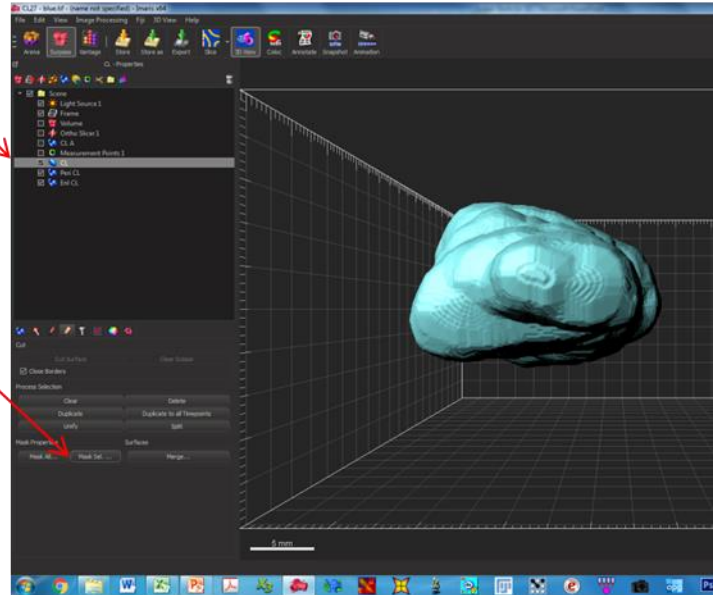 CL27 - blue.tif - (name not specified) - Imaris x64
File Edit View Image Processing Fiji 3D View Help
Arena Surpass Vantage Store Store as Export Slice 3D View Coloc Annotate Snapshot Animation
CL - Properties
Scene
Light Source 1
Frame
Volume
Ortho Slicer 1
CL A
Measurement Points 1
CL
Peri CL
Enl CL
Cut
Cut Surface Clear Cutout
Close Borders
Process Selection
Clear Delete
Duplicate Duplicate to all Timepoints
Unify Split
Mask Properties Surfaces
Mask All... Mask Sel. ... Merge...
5 mm
W X P Ps